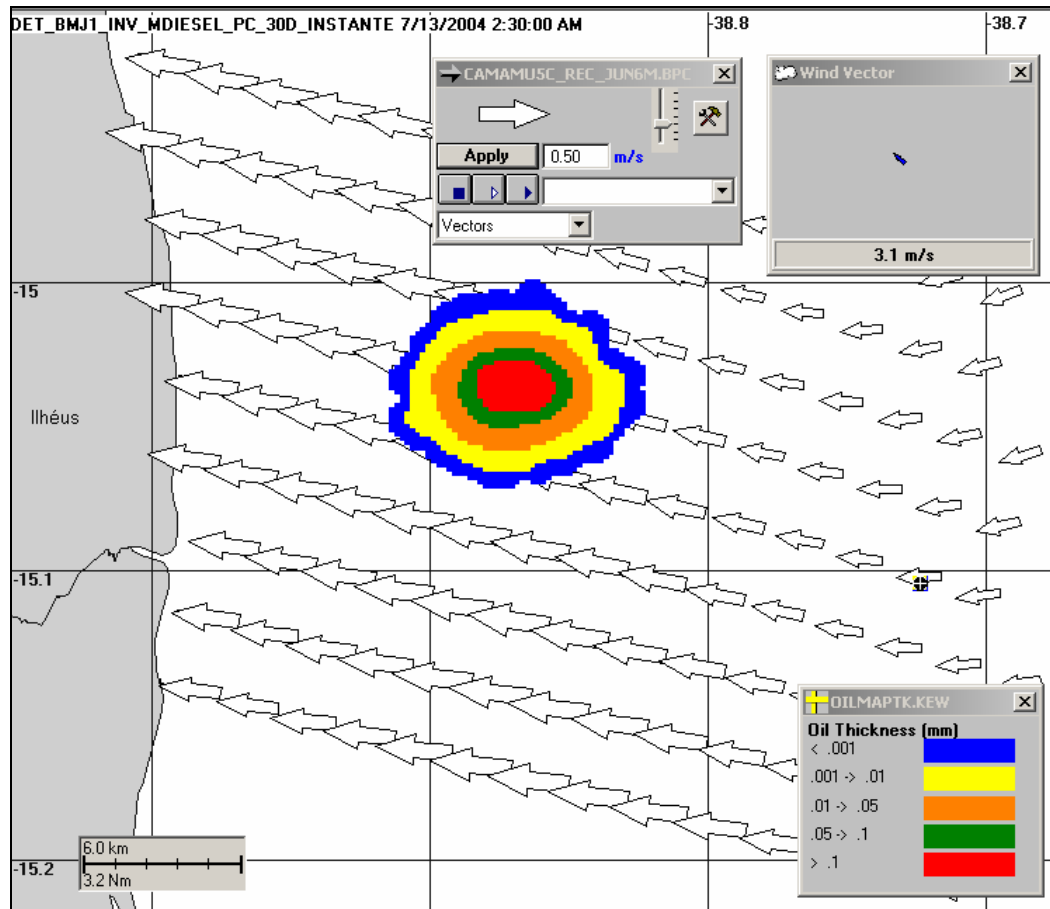 DET_BMJ1_INV_MDIESEL_PC_30D_INSTANTE 7/13/2004 2:30:00 AM
-38.8
-38.7
CAMAMU5C_REC_JUN6M.BPC
Wind Vector
Apply
0.50
m/s
Vectors
3.1 m/s
-15
Ilhéus
-15.1
OILMAPTK.KEW
Oil Thickness (mm)
< .001
.001 -> .01
.01 -> .05
.05 -> .1
> .1
6.0 km
3.2 Nm
-15.2